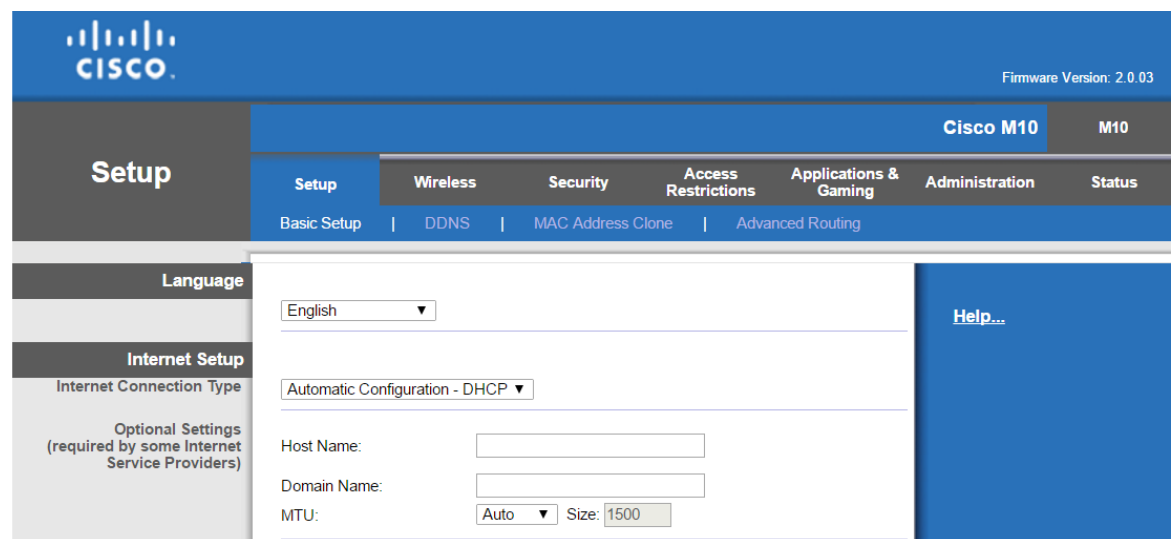 CISCO.
Firmware Version: 2.0.03
Cisco M10 M10
Setup
Setup Wireless Security Access Restrictions Applications & Gaming Administration Status
Basic Setup | DDNS | MAC Address Clone | Advanced Routing
Language
English
Help...
Internet Setup
Internet Connection Type
Automatic Configuration - DHCP
Optional Settings
(required by some Internet
Service Providers)
Host Name:
Domain Name:
MTU: Auto Size: 1500